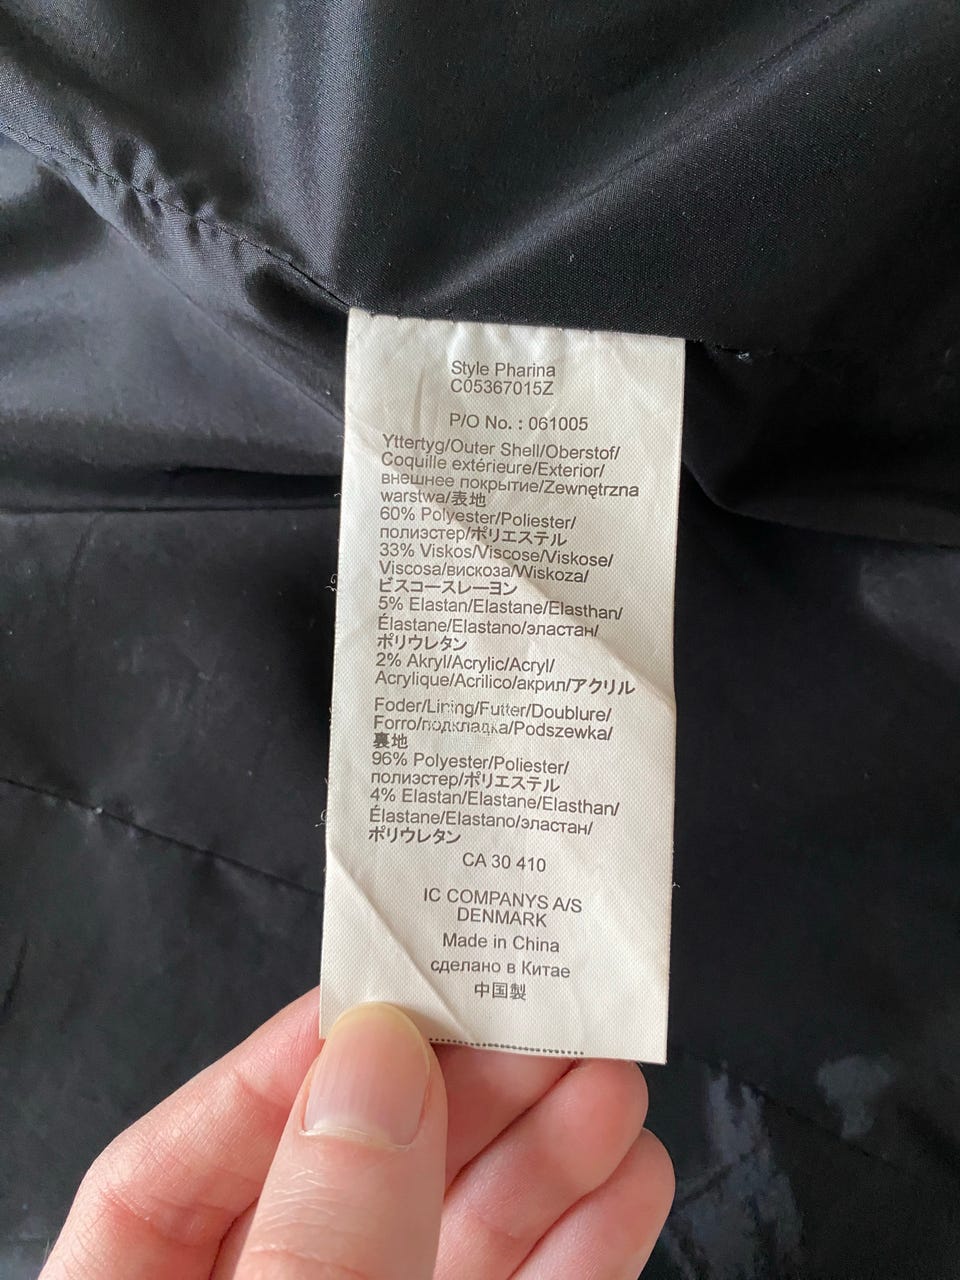 Style Pharina
C05367015Z
P/O No. : 061005
Yttertyg/Outer Shell/Oberstof/
Coquille extérieure/Exterior/
внешнее покрытие/Zewnętrzna
warstwa/表地
60% Polyester/Poliester/
полиэстер/ポリエステル
33% Viskos/Viscose/Viskose/
Viscosa/вискоза/Wiskoza/
ビスコースレーヨン
5% Elastan/Elastane/Elasthan/
Élastane/Elastano/эластан/
ポリウレタン
2% Akryl/Acrylic/Acryl/
Acrylique/Acrilico/акрил/アクリル
Foder/Lining/Futter/Doublure/
Forro/подкладка/Podszewka/
裏地
96% Polyester/Poliester/
полиэстер/ポリエステル
4% Elastan/Elastane/Elasthan/
Élastane/Elastano/эластан/
ポリウレタン
CA 30 410
IC COMPANYS A/S
DENMARK
Made in China
сделано в Китае
中国製